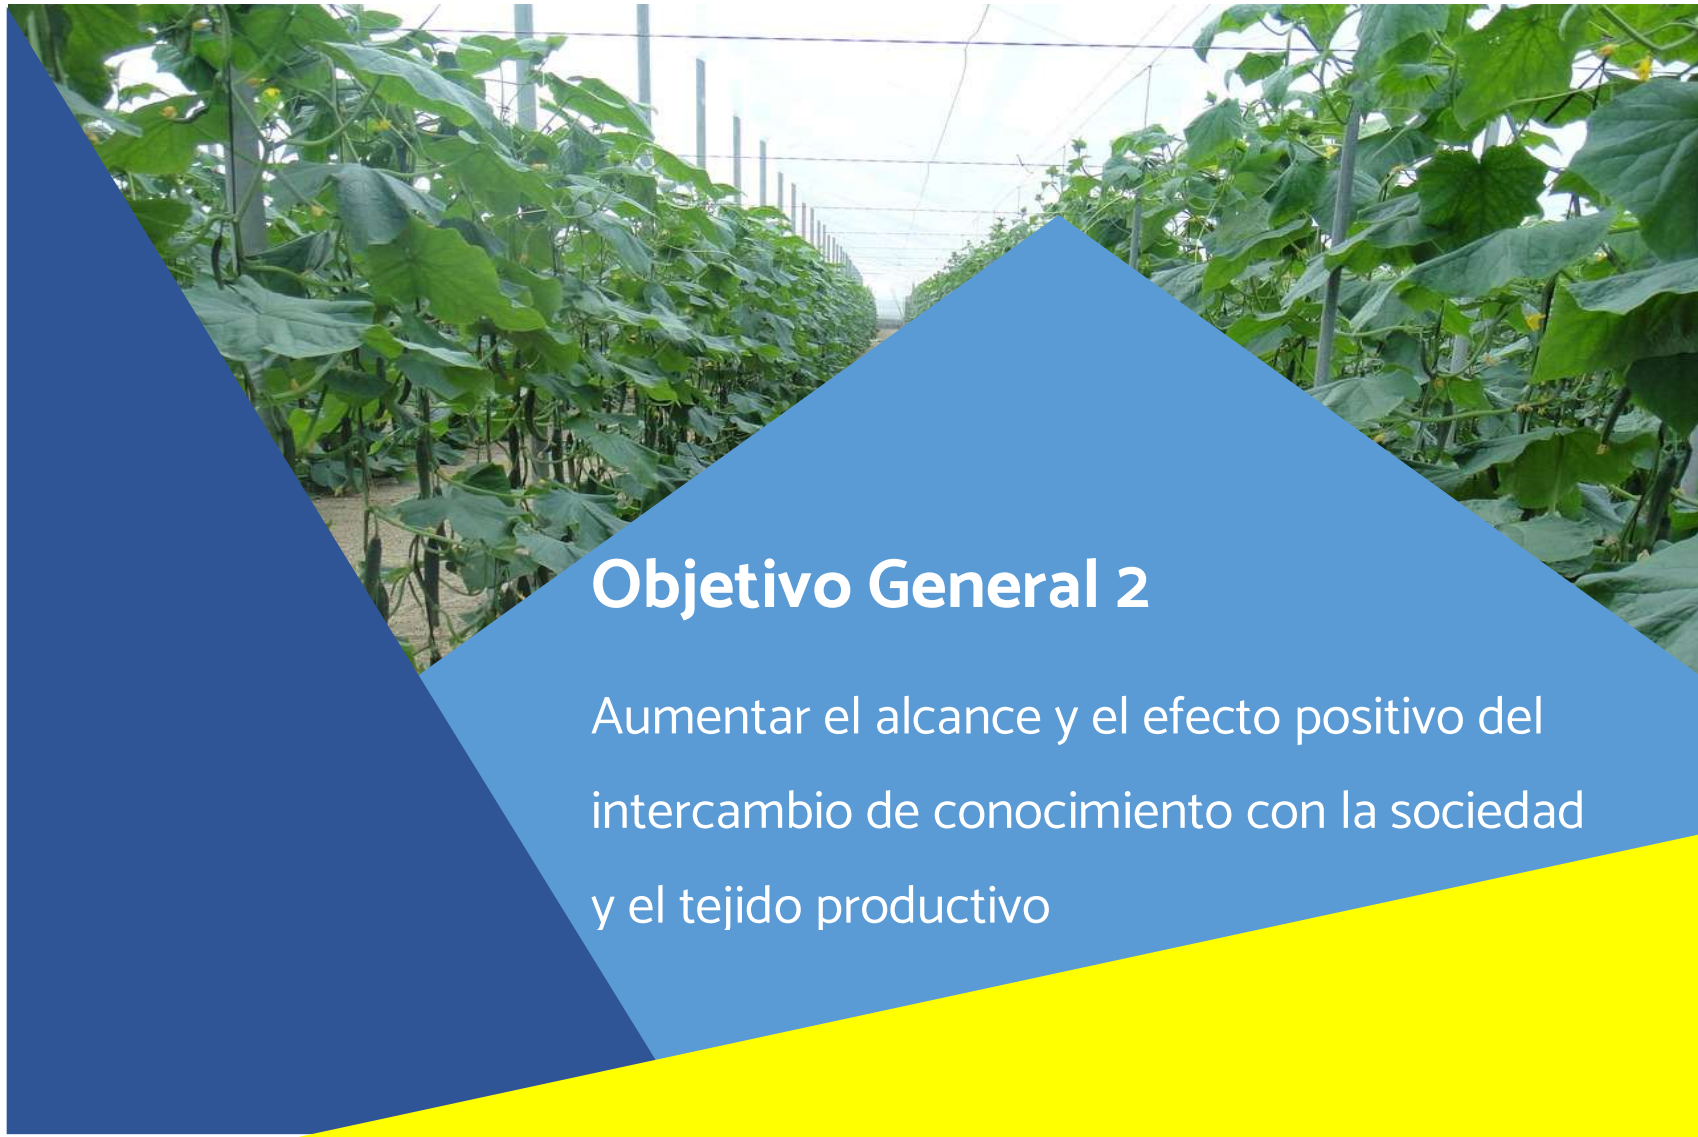 Objetivo General 2
Aumentar el alcance y el efecto positivo del
intercambio de conocimiento con la sociedad
y el tejido productivo